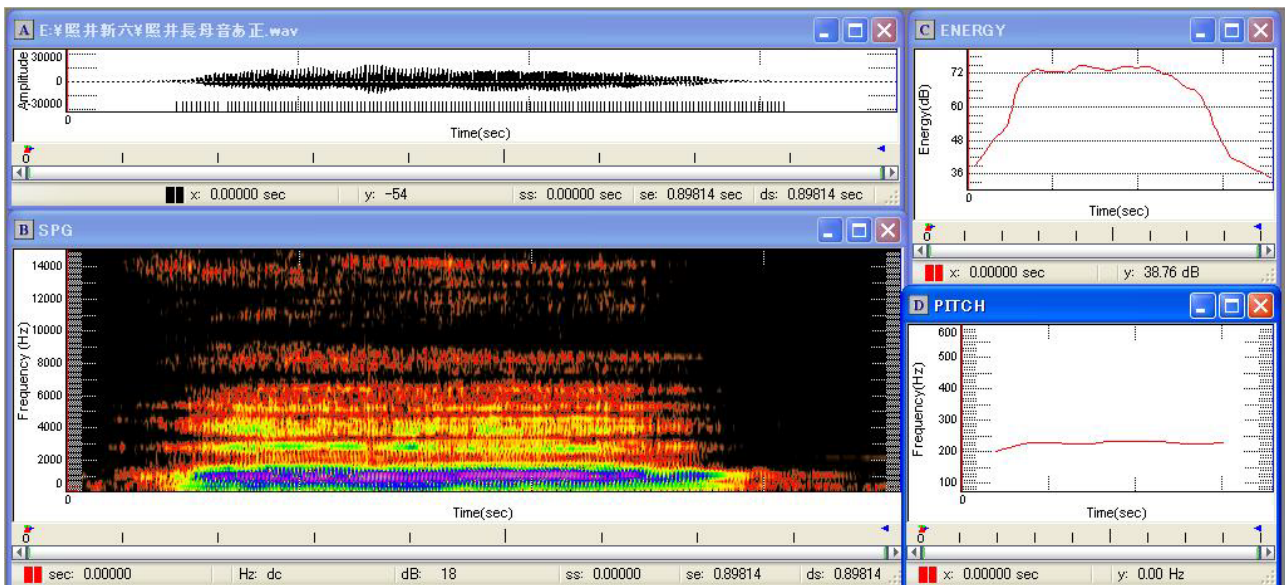 A E:¥照井新六¥照井長母音あ正.wav
Amplitude
30000
0
-30000
0
Time(sec)
0
x: 0.00000 sec y: -54 ss: 0.00000 sec se: 0.89814 sec ds: 0.89814 sec
B SPG
Frequency (Hz)
14000
12000
10000
8000
6000
4000
2000
0
0
Time(sec)
0
sec: 0.00000 Hz: dc dB: 18 ss: 0.00000 se: 0.89814 ds: 0.89814
C ENERGY
Energy(dB)
72
60
48
36
0
Time(sec)
0
x: 0.00000 sec y: 38.76 dB
D PITCH
Frequency(Hz)
600
500
400
300
200
100
0
Time(sec)
0
x: 0.00000 sec y: 0.00 Hz